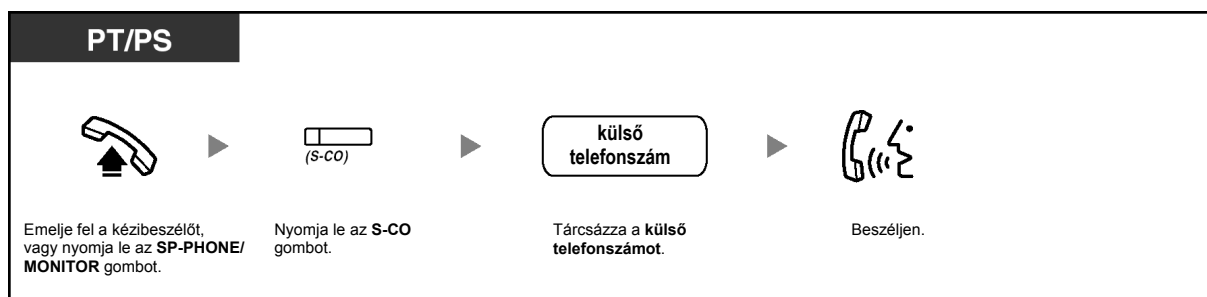 PT/PS
(S-CO)
külső
telefonszám
Emelje fel a kézibeszélőt,
vagy nyomja le az SP-PHONE/
MONITOR gombot.
Nyomja le az S-CO
gombot.
Tárcsázza a külső
telefonszámot.
Beszéljen.